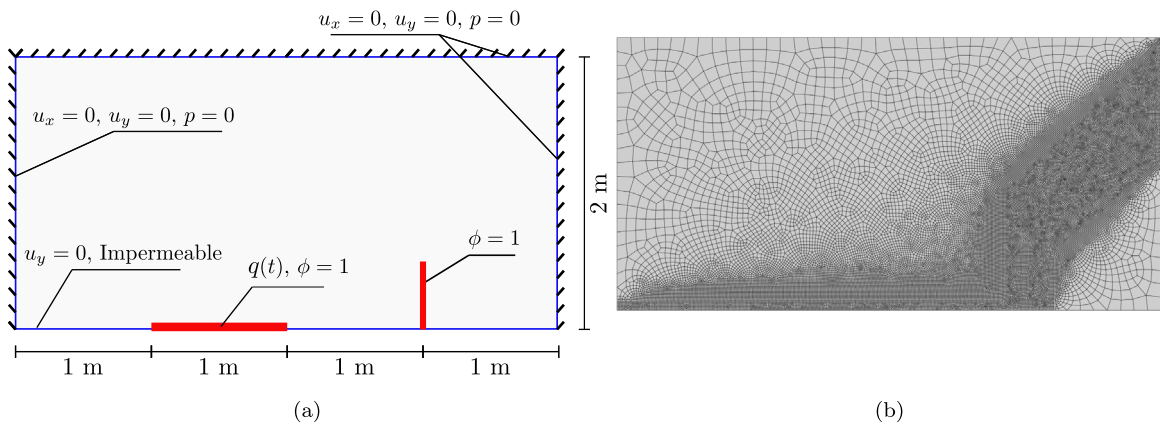 u_x = 0, u_y = 0, p = 0
u_x = 0, u_y = 0, p = 0
2 m
u_y = 0, Impermeable
q(t), ϕ = 1
ϕ = 1
1 m 1 m 1 m 1 m
(a) (b)